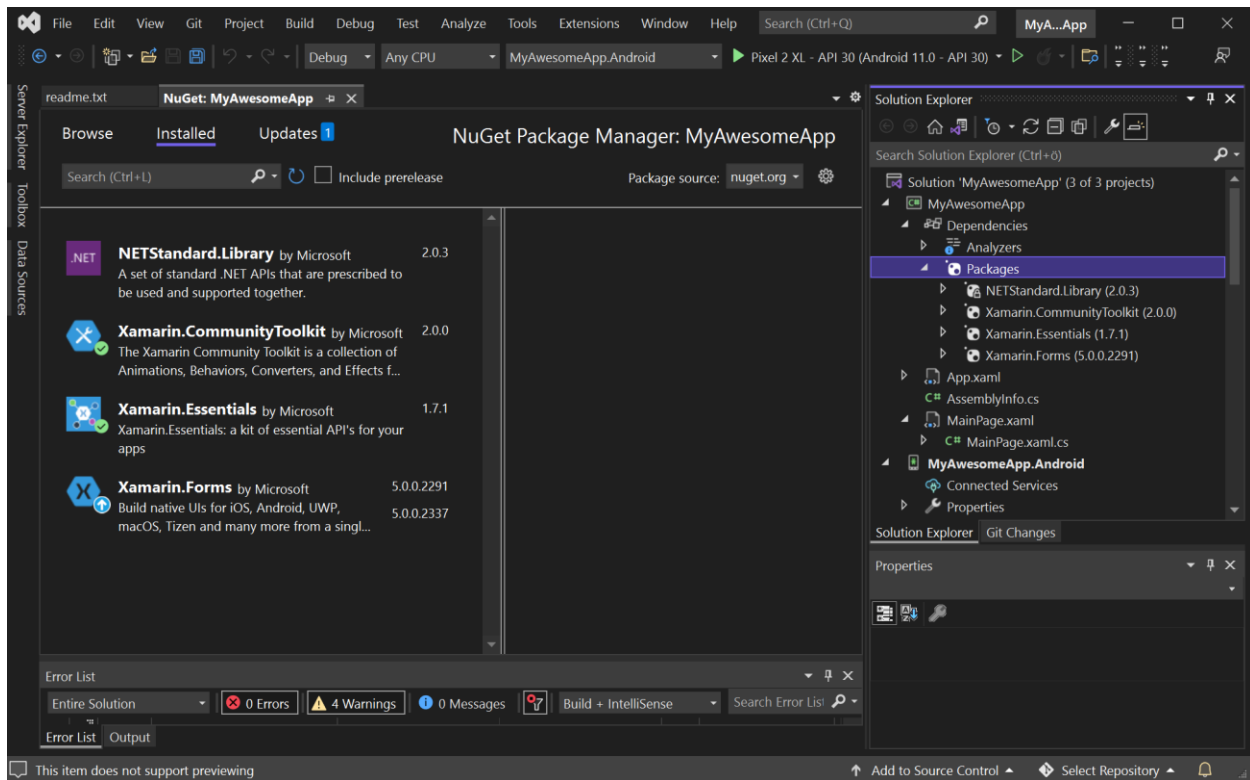 File Edit View Git Project Build Debug Test Analyze Tools Extensions Window Help Search (Ctrl+Q) MyA...App
Debug Any CPU MyAwesomeApp.Android Pixel 2 XL - API 30 (Android 11.0 - API 30)
Server Explorer
Toolbox
Data Sources
readme.txt NuGet: MyAwesomeApp
Browse Installed Updates 1 NuGet Package Manager: MyAwesomeApp
Search (Ctrl+L) Include prerelease Package source: nuget.org
.NET
NETStandard.Library by Microsoft 2.0.3
A set of standard .NET APIs that are prescribed to
be used and supported together.
Xamarin.CommunityToolkit by Microsoft 2.0.0
The Xamarin Community Toolkit is a collection of
Animations, Behaviors, Converters, and Effects f...
Xamarin.Essentials by Microsoft 1.7.1
Xamarin.Essentials: a kit of essential API's for your
apps
Xamarin.Forms by Microsoft 5.0.0.2291
Build native UIs for iOS, Android, UWP, 5.0.0.2337
macOS, Tizen and many more from a singl...
Error List
Entire Solution 0 Errors 4 Warnings 0 Messages Build + IntelliSense Search Error Lis
Error List Output
Solution Explorer
Search Solution Explorer (Ctrl+ö)
Solution 'MyAwesomeApp' (3 of 3 projects)
MyAwesomeApp
Dependencies
Analyzers
Packages
NETStandard.Library (2.0.3)
Xamarin.CommunityToolkit (2.0.0)
Xamarin.Essentials (1.7.1)
Xamarin.Forms (5.0.0.2291)
App.xaml
C# AssemblyInfo.cs
MainPage.xaml
C# MainPage.xaml.cs
MyAwesomeApp.Android
Connected Services
Properties
Solution Explorer Git Changes
Properties
This item does not support previewing Add to Source Control Select Repository